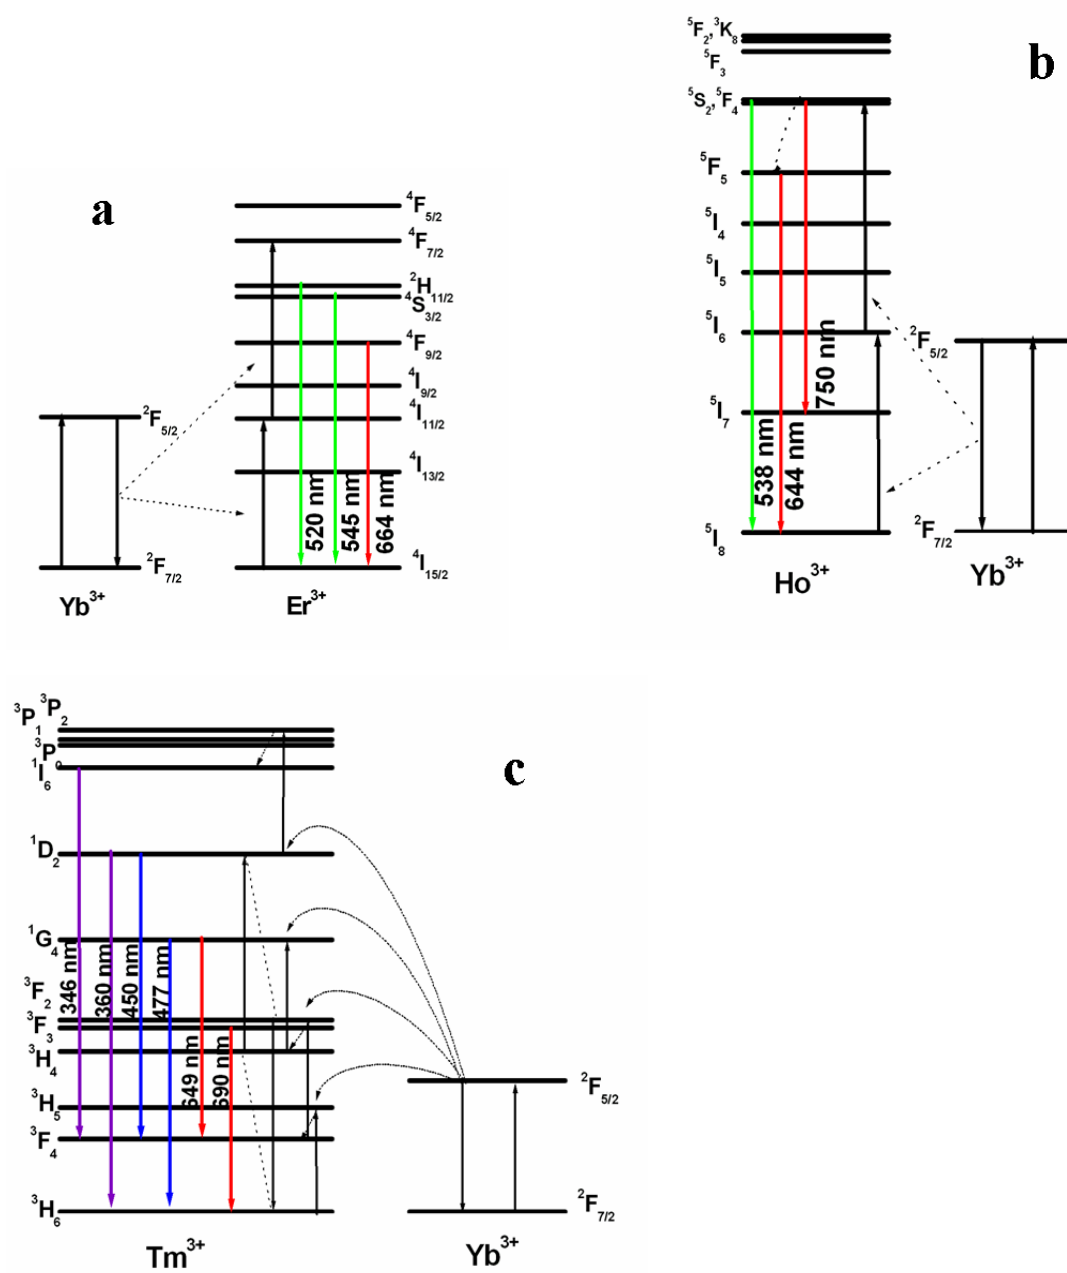 a
⁴F₅/₂
⁴F₇/₂
²H₁₁/₂
⁴S₃/₂
⁴F₉/₂
⁴I₉/₂
⁴I₁₁/₂
⁴I₁₃/₂
⁴I₁₅/₂
²F₅/₂
²F₇/₂
520 nm
545 nm
664 nm
Yb³⁺
Er³⁺
b
⁵F₂,³K₈
⁵F₃
⁵S₂,⁵F₄
⁵F₅
⁵I₄
⁵I₅
⁵I₆
⁵I₇
⁵I₈
²F₅/₂
²F₇/₂
538 nm
644 nm
750 nm
Ho³⁺
Yb³⁺
c
³P₁ ³P₂
³P₀
¹I₆
¹D₂
¹G₄
³F₂
³F₃
³H₄
³H₅
³F₄
³H₆
346 nm
360 nm
450 nm
477 nm
649 nm
690 nm
²F₅/₂
²F₇/₂
Tm³⁺
Yb³⁺